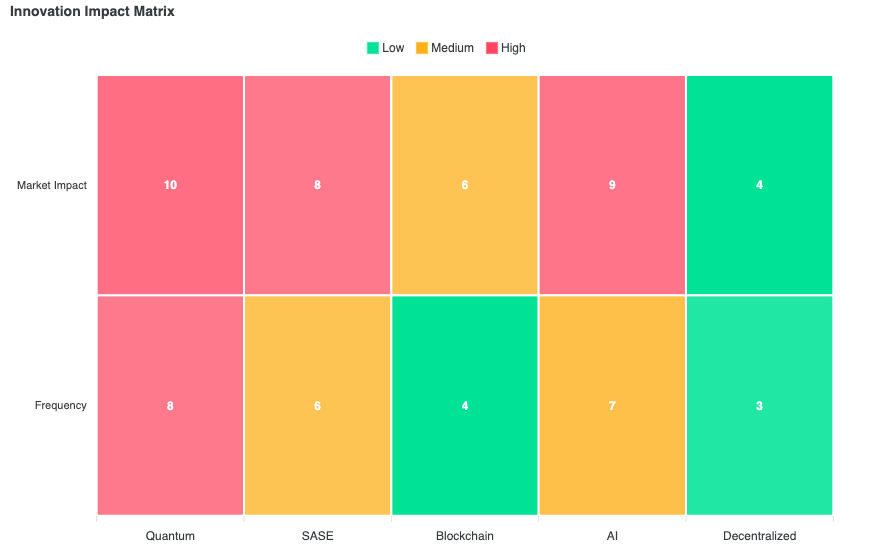 Innovation Impact Matrix
Low Medium High
Market Impact 10 8 6 9 4
Frequency 8 6 4 7 3
Quantum SASE Blockchain AI Decentralized